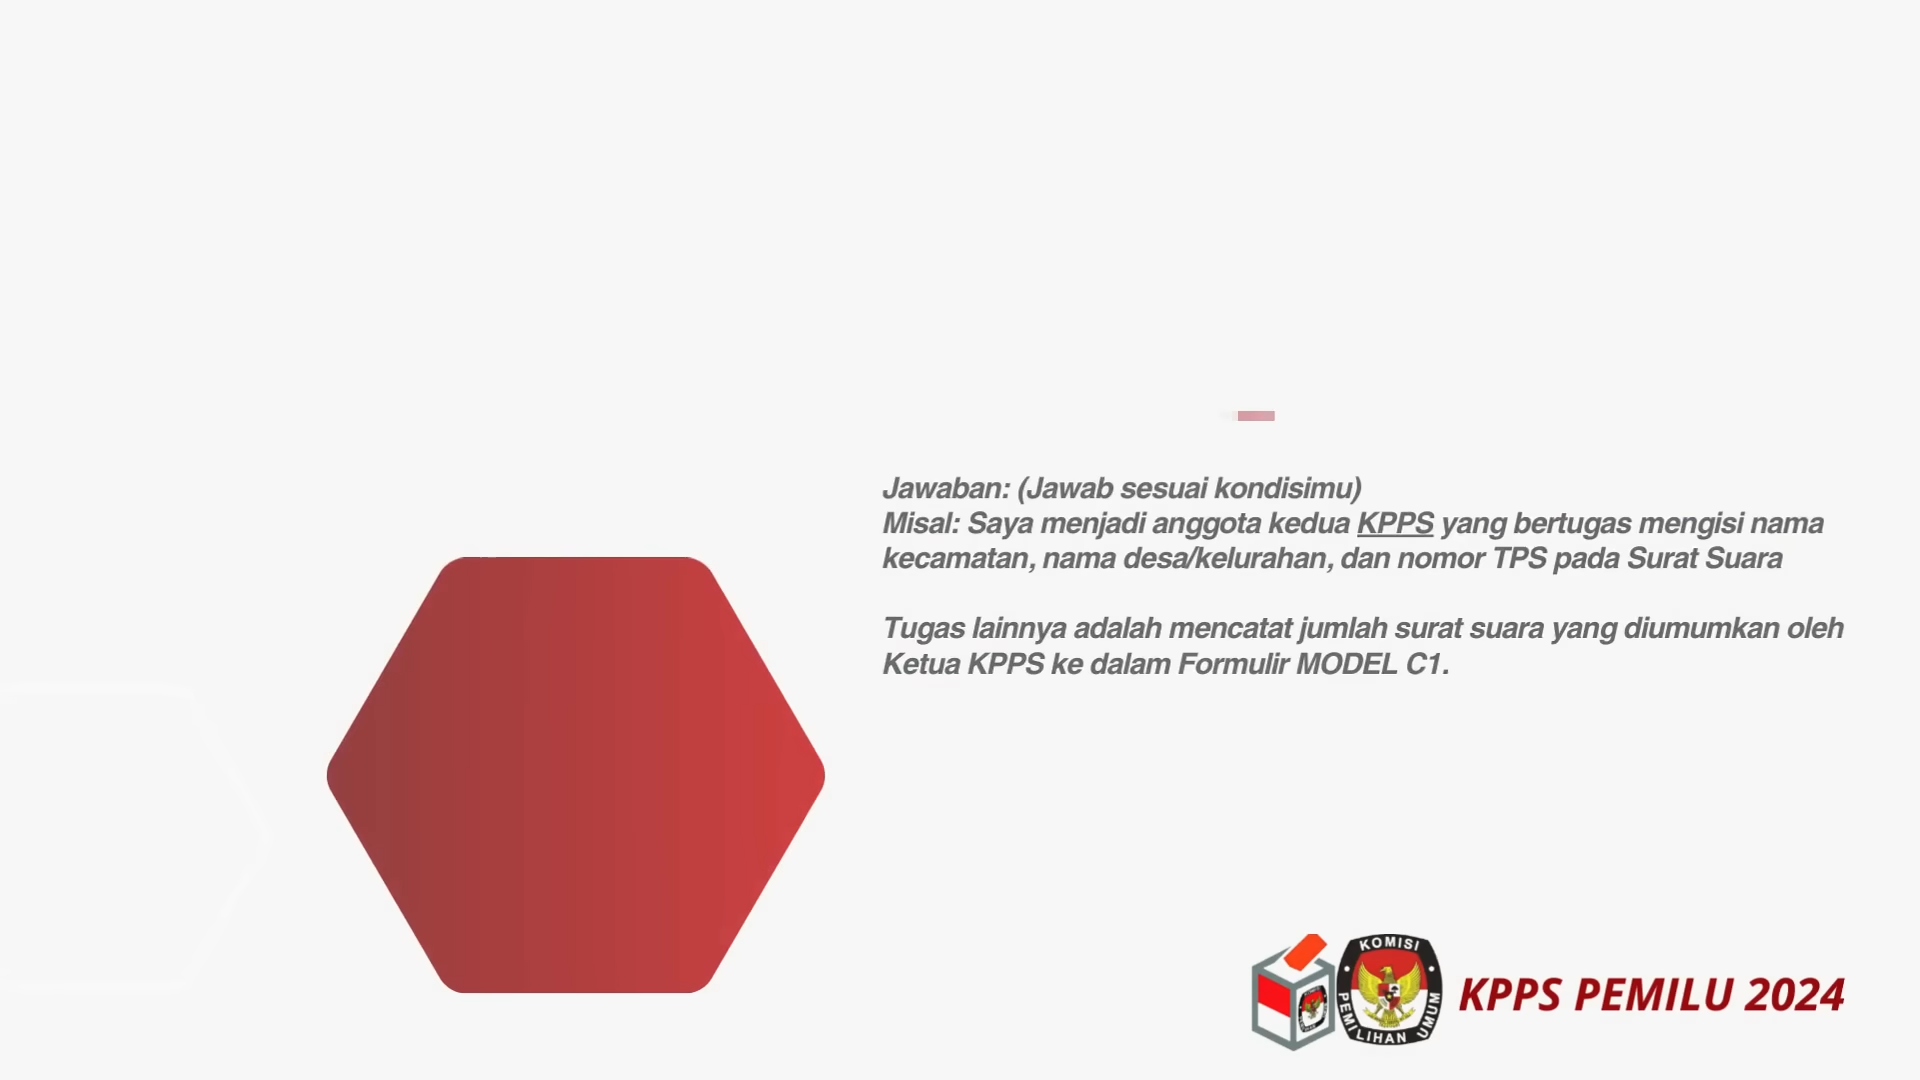 Jawaban: (Jawab sesuai kondisimu)
Misal: Saya menjadi anggota kedua KPPS yang bertugas mengisi nama
kecamatan, nama desa/kelurahan, dan nomor TPS pada Surat Suara
Tugas lainnya adalah mencatat jumlah surat suara yang diumumkan oleh
Ketua KPPS ke dalam Formulir MODEL C1.
KOMISI
PEMILIHAN UMUM
KPPS PEMILU 2024